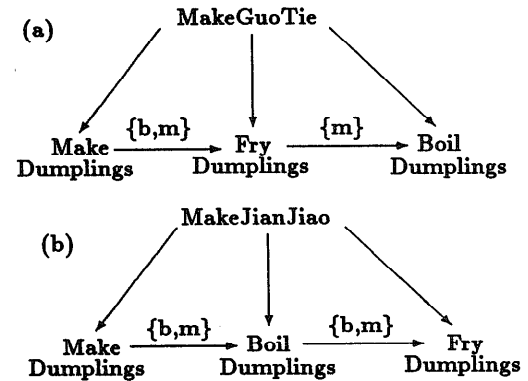 (a)
MakeGuoTie
{b,m}
{m}
Make
Dumplings
Fry
Dumplings
Boil
Dumplings
(b)
MakeJianJiao
{b,m}
{b,m}
Make
Dumplings
Boil
Dumplings
Fry
Dumplings